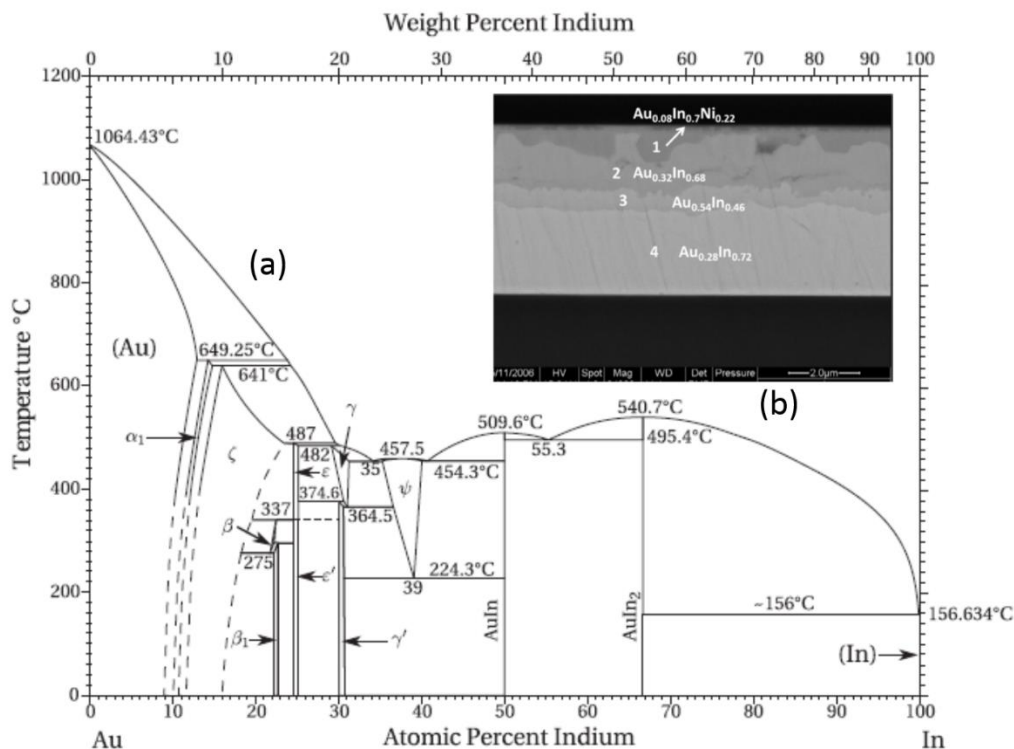 Weight Percent Indium
0 10 20 30 40 50 60 70 80 90 100
1200
1000
800
600
400
200
0
Temperature °C
1064.43°C
(a)
(Au)
649.25°C
641°C
α₁
ζ
γ
487
482
ε
35
457.5
454.3°C
ψ
374.6
364.5
337
β
275
ε'
β₁
γ'
224.3°C
39
509.6°C
55.3
540.7°C
495.4°C
AuIn
AuIn₂
~156°C
156.634°C
(In)
Au₀.₀₈In₀.₇Ni₀.₂₂
1
2 Au₀.₃₂In₀.₆₈
3 Au₀.₅₄In₀.₄₆
4 Au₀.₂₈In₀.₇₂
/11/2006 HV Spot Mag WD Det Pressure 2.0μm
(b)
0 10 20 30 40 50 60 70 80 90 100
Au Atomic Percent Indium In